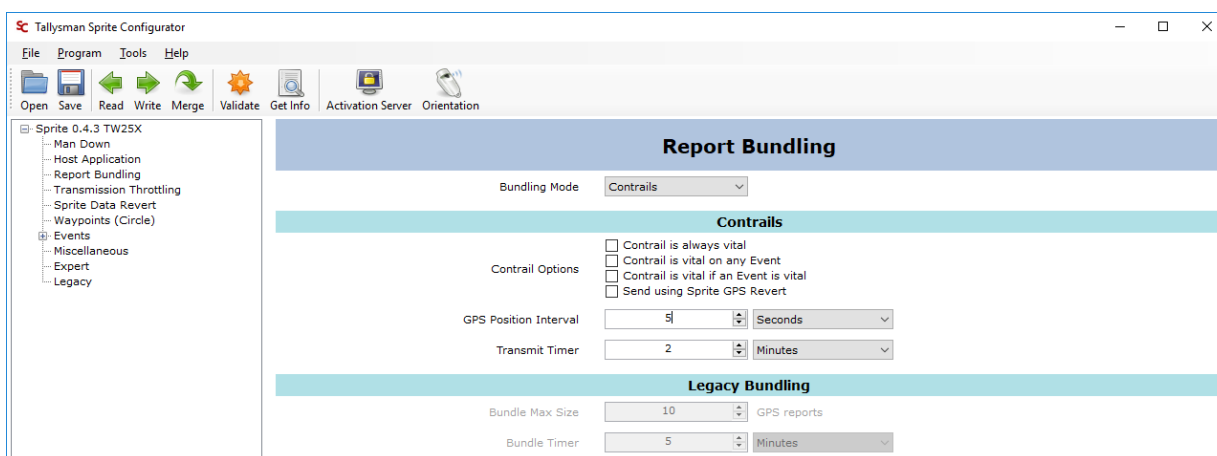 Tallysman Sprite Configurator
File Program Tools Help
Open Save Read Write Merge Validate Get Info Activation Server Orientation
Sprite 0.4.3 TW25X
Man Down
Host Application
Report Bundling
Transmission Throttling
Sprite Data Revert
Waypoints (Circle)
Events
Miscellaneous
Expert
Legacy
Report Bundling
Bundling Mode Contrails
Contrails
Contrail Options
Contrail is always vital
Contrail is vital on any Event
Contrail is vital if an Event is vital
Send using Sprite GPS Revert
GPS Position Interval 5 Seconds
Transmit Timer 2 Minutes
Legacy Bundling
Bundle Max Size 10 GPS reports
Bundle Timer 5 Minutes